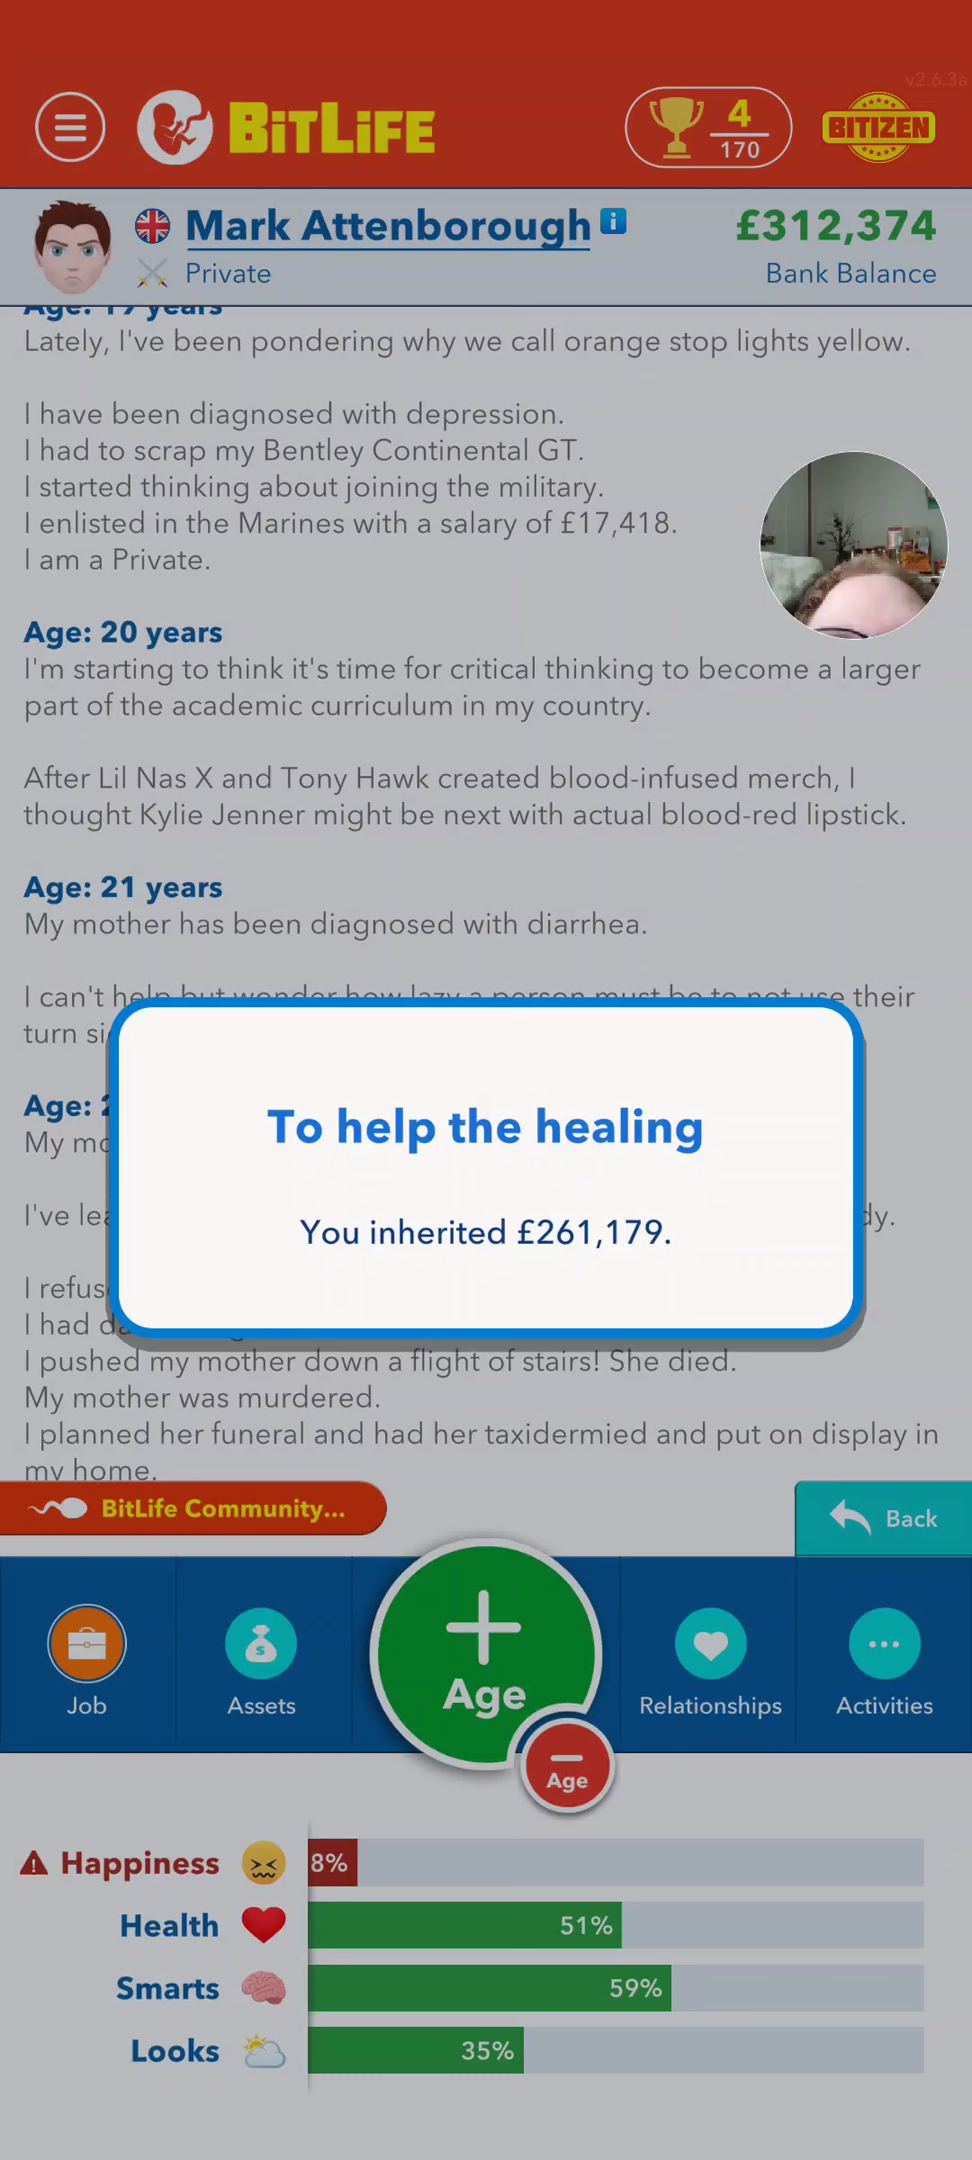 v2.6.3a
BiTLiFE
4
170
BITIZEN
Mark Attenborough
£312,374
Private
Bank Balance
Age: 19 years
Lately, I've been pondering why we call orange stop lights yellow.
I have been diagnosed with depression.
I had to scrap my Bentley Continental GT.
I started thinking about joining the military.
I enlisted in the Marines with a salary of £17,418.
I am a Private.
Age: 20 years
I'm starting to think it's time for critical thinking to become a larger
part of the academic curriculum in my country.
After Lil Nas X and Tony Hawk created blood-infused merch, I
thought Kylie Jenner might be next with actual blood-red lipstick.
Age: 21 years
My mother has been diagnosed with diarrhea.
I can't help but wonder how lazy a person must be to not use their
turn
Age:
My
I've
I refus
I had
To help the healing
You inherited £261,179.
I pushed my mother down a flight of stairs! She died.
My mother was murdered.
I planned her funeral and had her taxidermied and put on display in
my home.
BitLife Community...
Back
Job
Assets
Age
Relationships
Activities
Age
Happiness
8%
Health
51%
Smarts
59%
Looks
35%